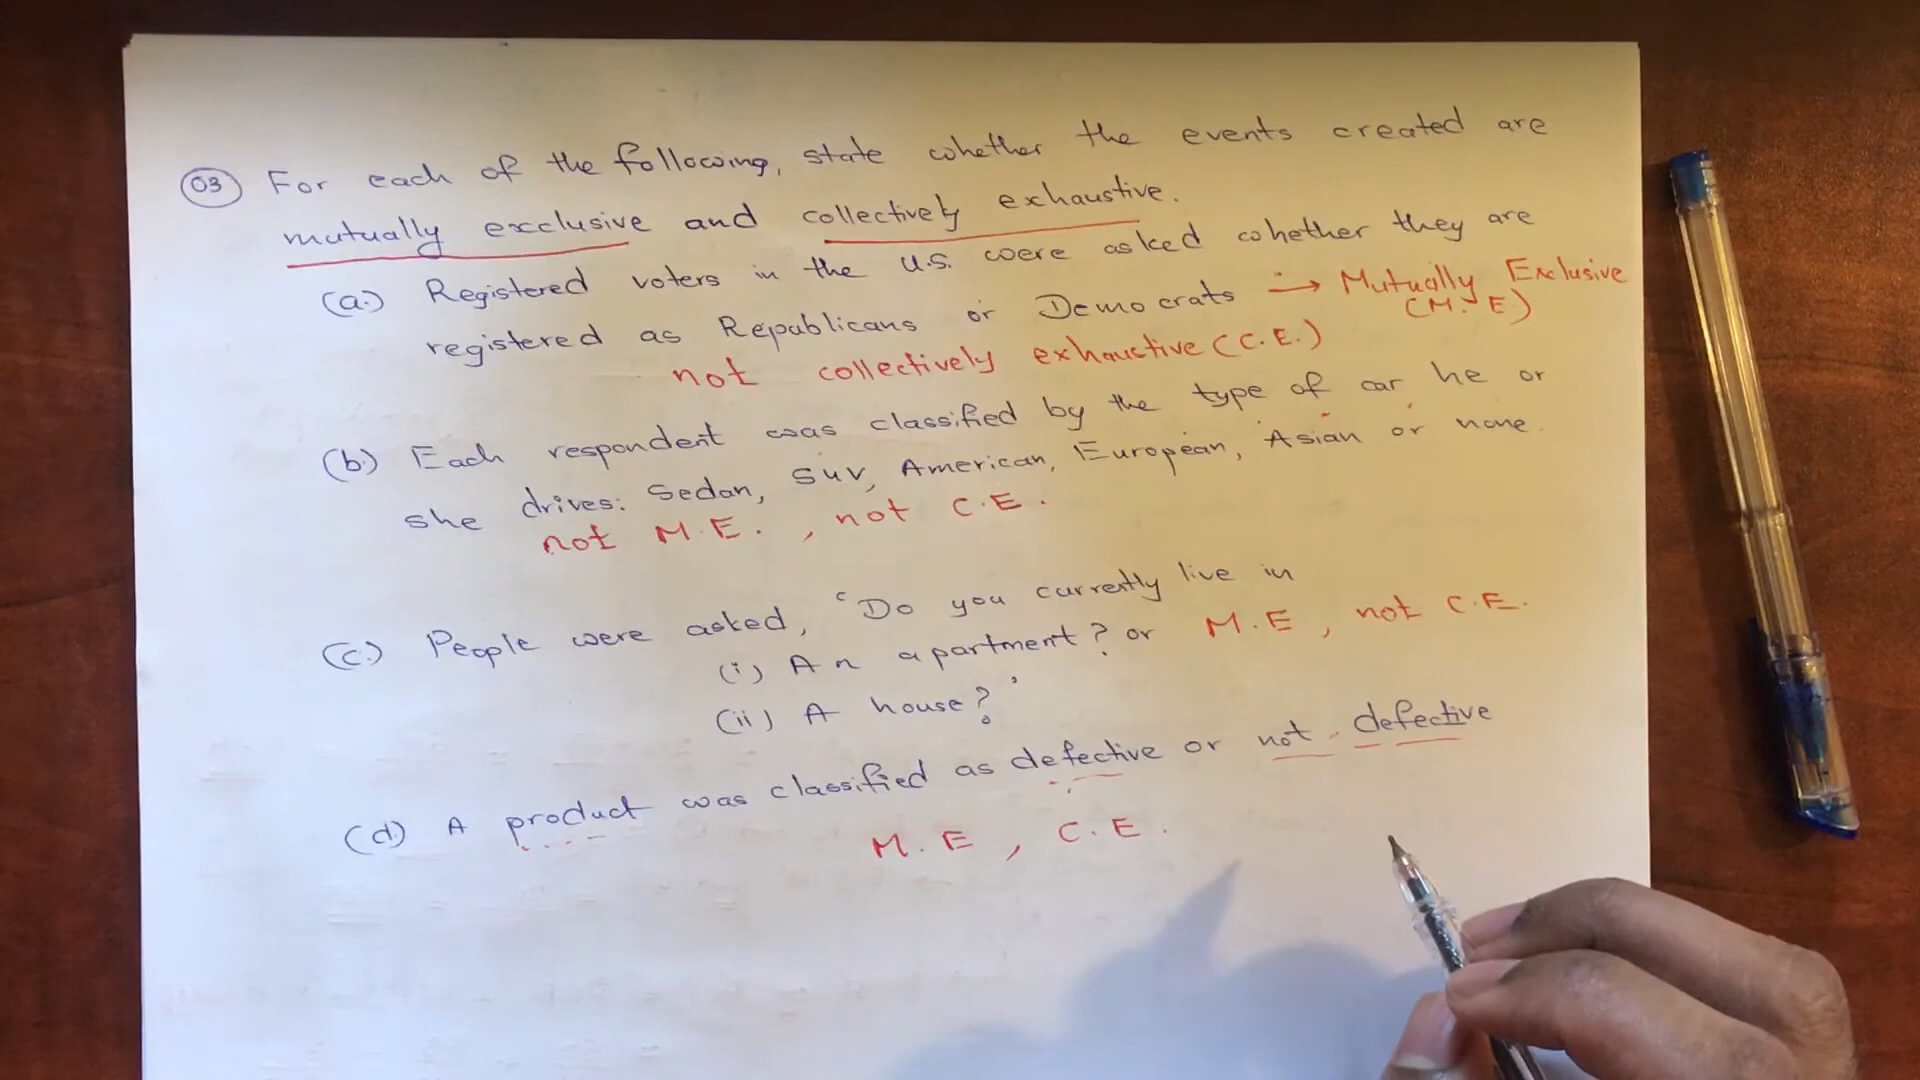 03 For each of the following, state whether the events created are
mutually exclusive and collectively exhaustive.
(a.) Registered voters in the U.S. were asked whether they are
registered as Republicans or Democrats → Mutually Exclusive
(M.E)
not collectively exhaustive (C.E.)
(b.) Each respondent was classified by the type of car he or
she drives: Sedan, SUV, American, European, Asian or none.
not M.E. , not C.E.
(c.) People were asked, "Do you currently live in
(i) An apartment? or M.E , not C.E.
(ii) A house?'
(d.) A product was classified as defective or not defective
M.E , C.E.